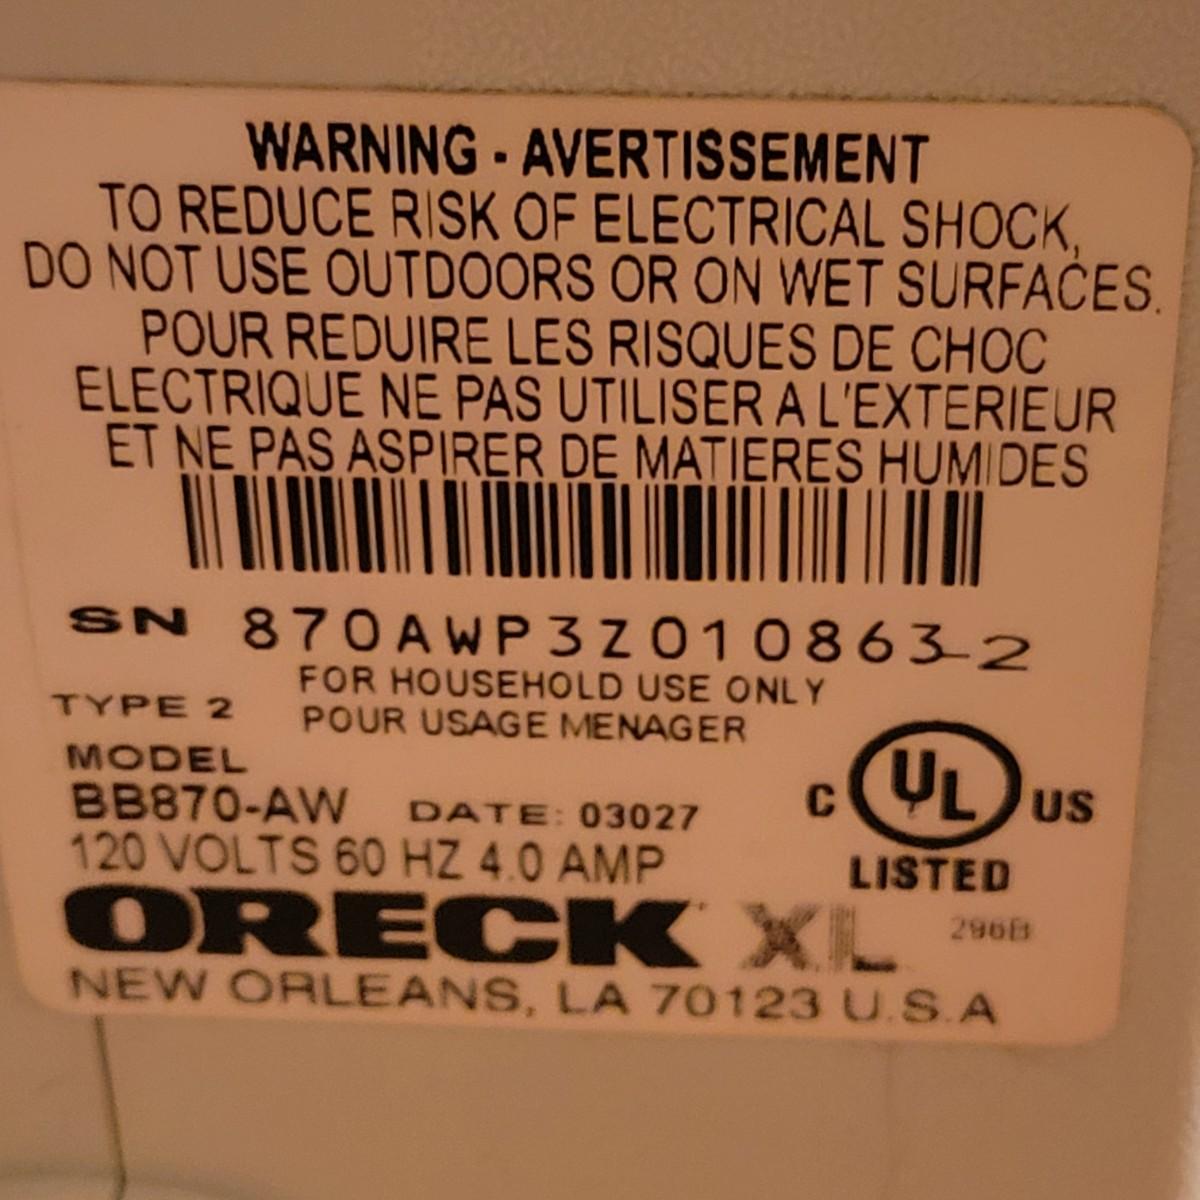 WARNING - AVERTISSEMENT
TO REDUCE RISK OF ELECTRICAL SHOCK,
DO NOT USE OUTDOORS OR ON WET SURFACES.
POUR REDUIRE LES RISQUES DE CHOC
ELECTRIQUE NE PAS UTILISER A L'EXTERIEUR
ET NE PAS ASPIRER DE MATIERES HUMIDES
SN 870AWP3Z010863-2
FOR HOUSEHOLD USE ONLY
TYPE 2 POUR USAGE MENAGER
MODEL
BB870-AW DATE: 03027
120 VOLTS 60 HZ 4.0 AMP
C UL US
LISTED
ORECK XL 296B
NEW ORLEANS, LA 70123 U.S.A